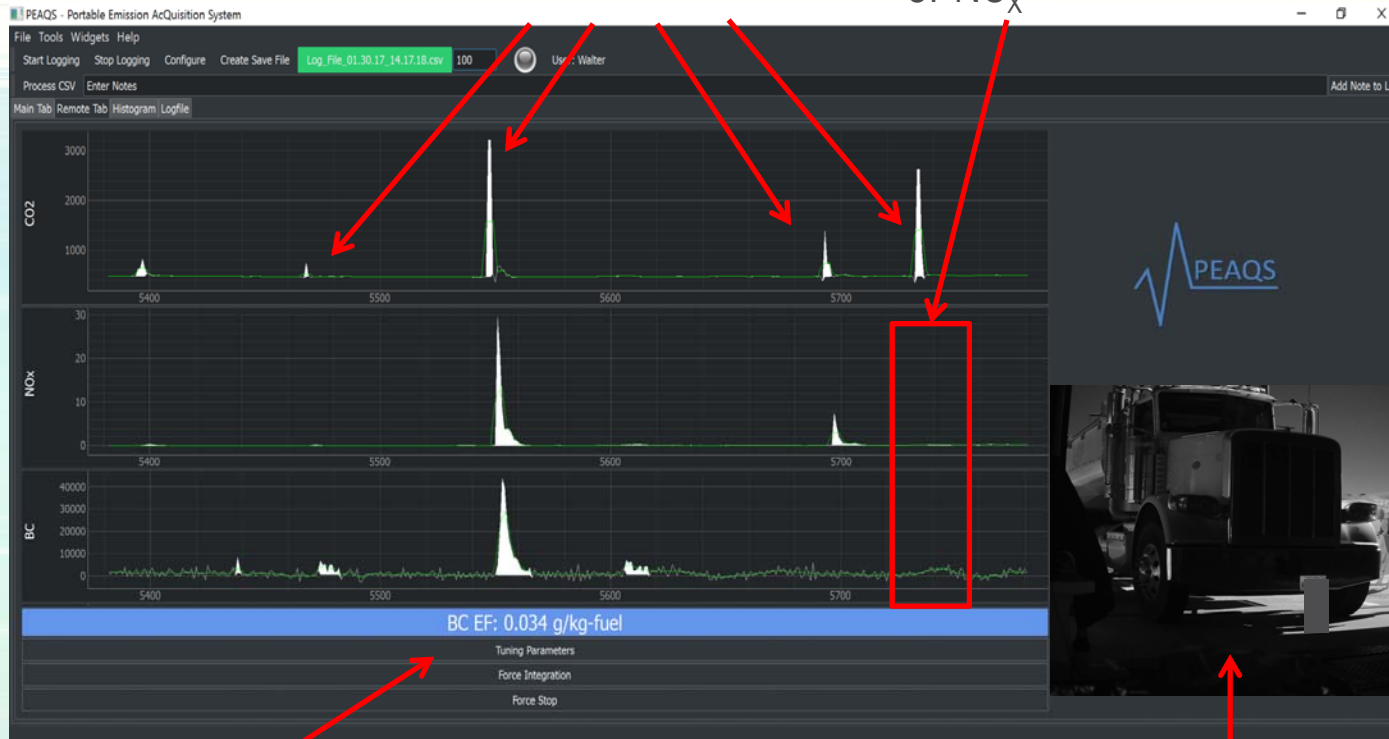 of NOX
PEAQS - Portable Emission AcQuisition System
File Tools Widgets Help
Start Logging Stop Logging Configure Create Save File Log_File_01.30.17_14.17.18.csv 100 User: Walter
Process CSV Enter Notes Add Note to L
Main Tab Remote Tab Histogram Logfile
CO2
3000
2000
1000
5400 5500 5600 5700
PEAQS
NOx
30
20
10
0
5400 5500 5600 5700
BC
40000
30000
20000
10000
0
5400 5500 5600 5700
BC EF: 0.034 g/kg-fuel
Tuning Parameters
Force Integration
Force Stop